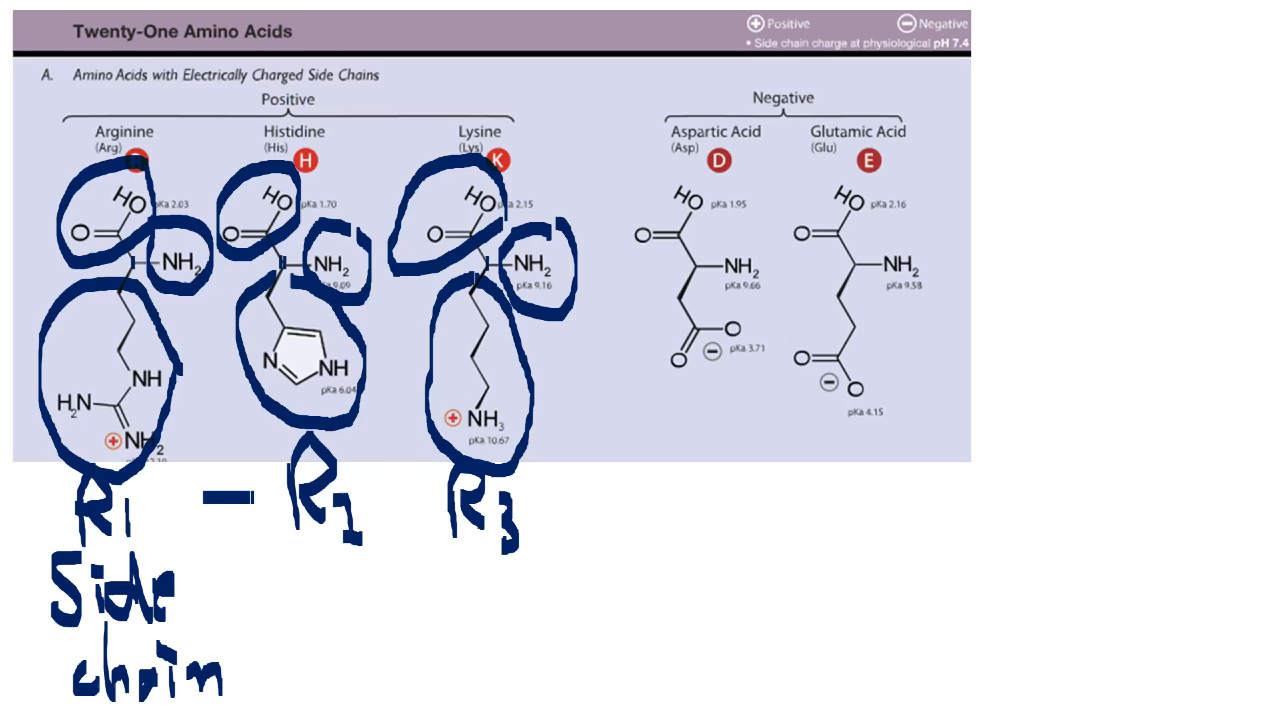 Twenty-One Amino Acids
+ Positive − Negative
• Side chain charge at physiological pH 7.4
A. Amino Acids with Electrically Charged Side Chains
Positive
Negative
Arginine
(Arg)
Histidine
(His) H
Lysine
(Lys) K
Aspartic Acid
(Asp) D
Glutamic Acid
(Glu) E
HO pKa 2.03
O
NH₂
NH
H₂N
+ NH₂
HO pKa 1.70
O
NH₂
pKa 9.09
N
NH
pKa 6.04
HO pKa 2.15
O
NH₂
pKa 9.16
+ NH₃
pKa 10.67
HO pKa 1.95
O
NH₂
pKa 9.66
O
O − pKa 3.71
HO pKa 2.16
O
NH₂
pKa 9.58
O
− O
pKa 4.15
R1 – R2 R3
Side
chain